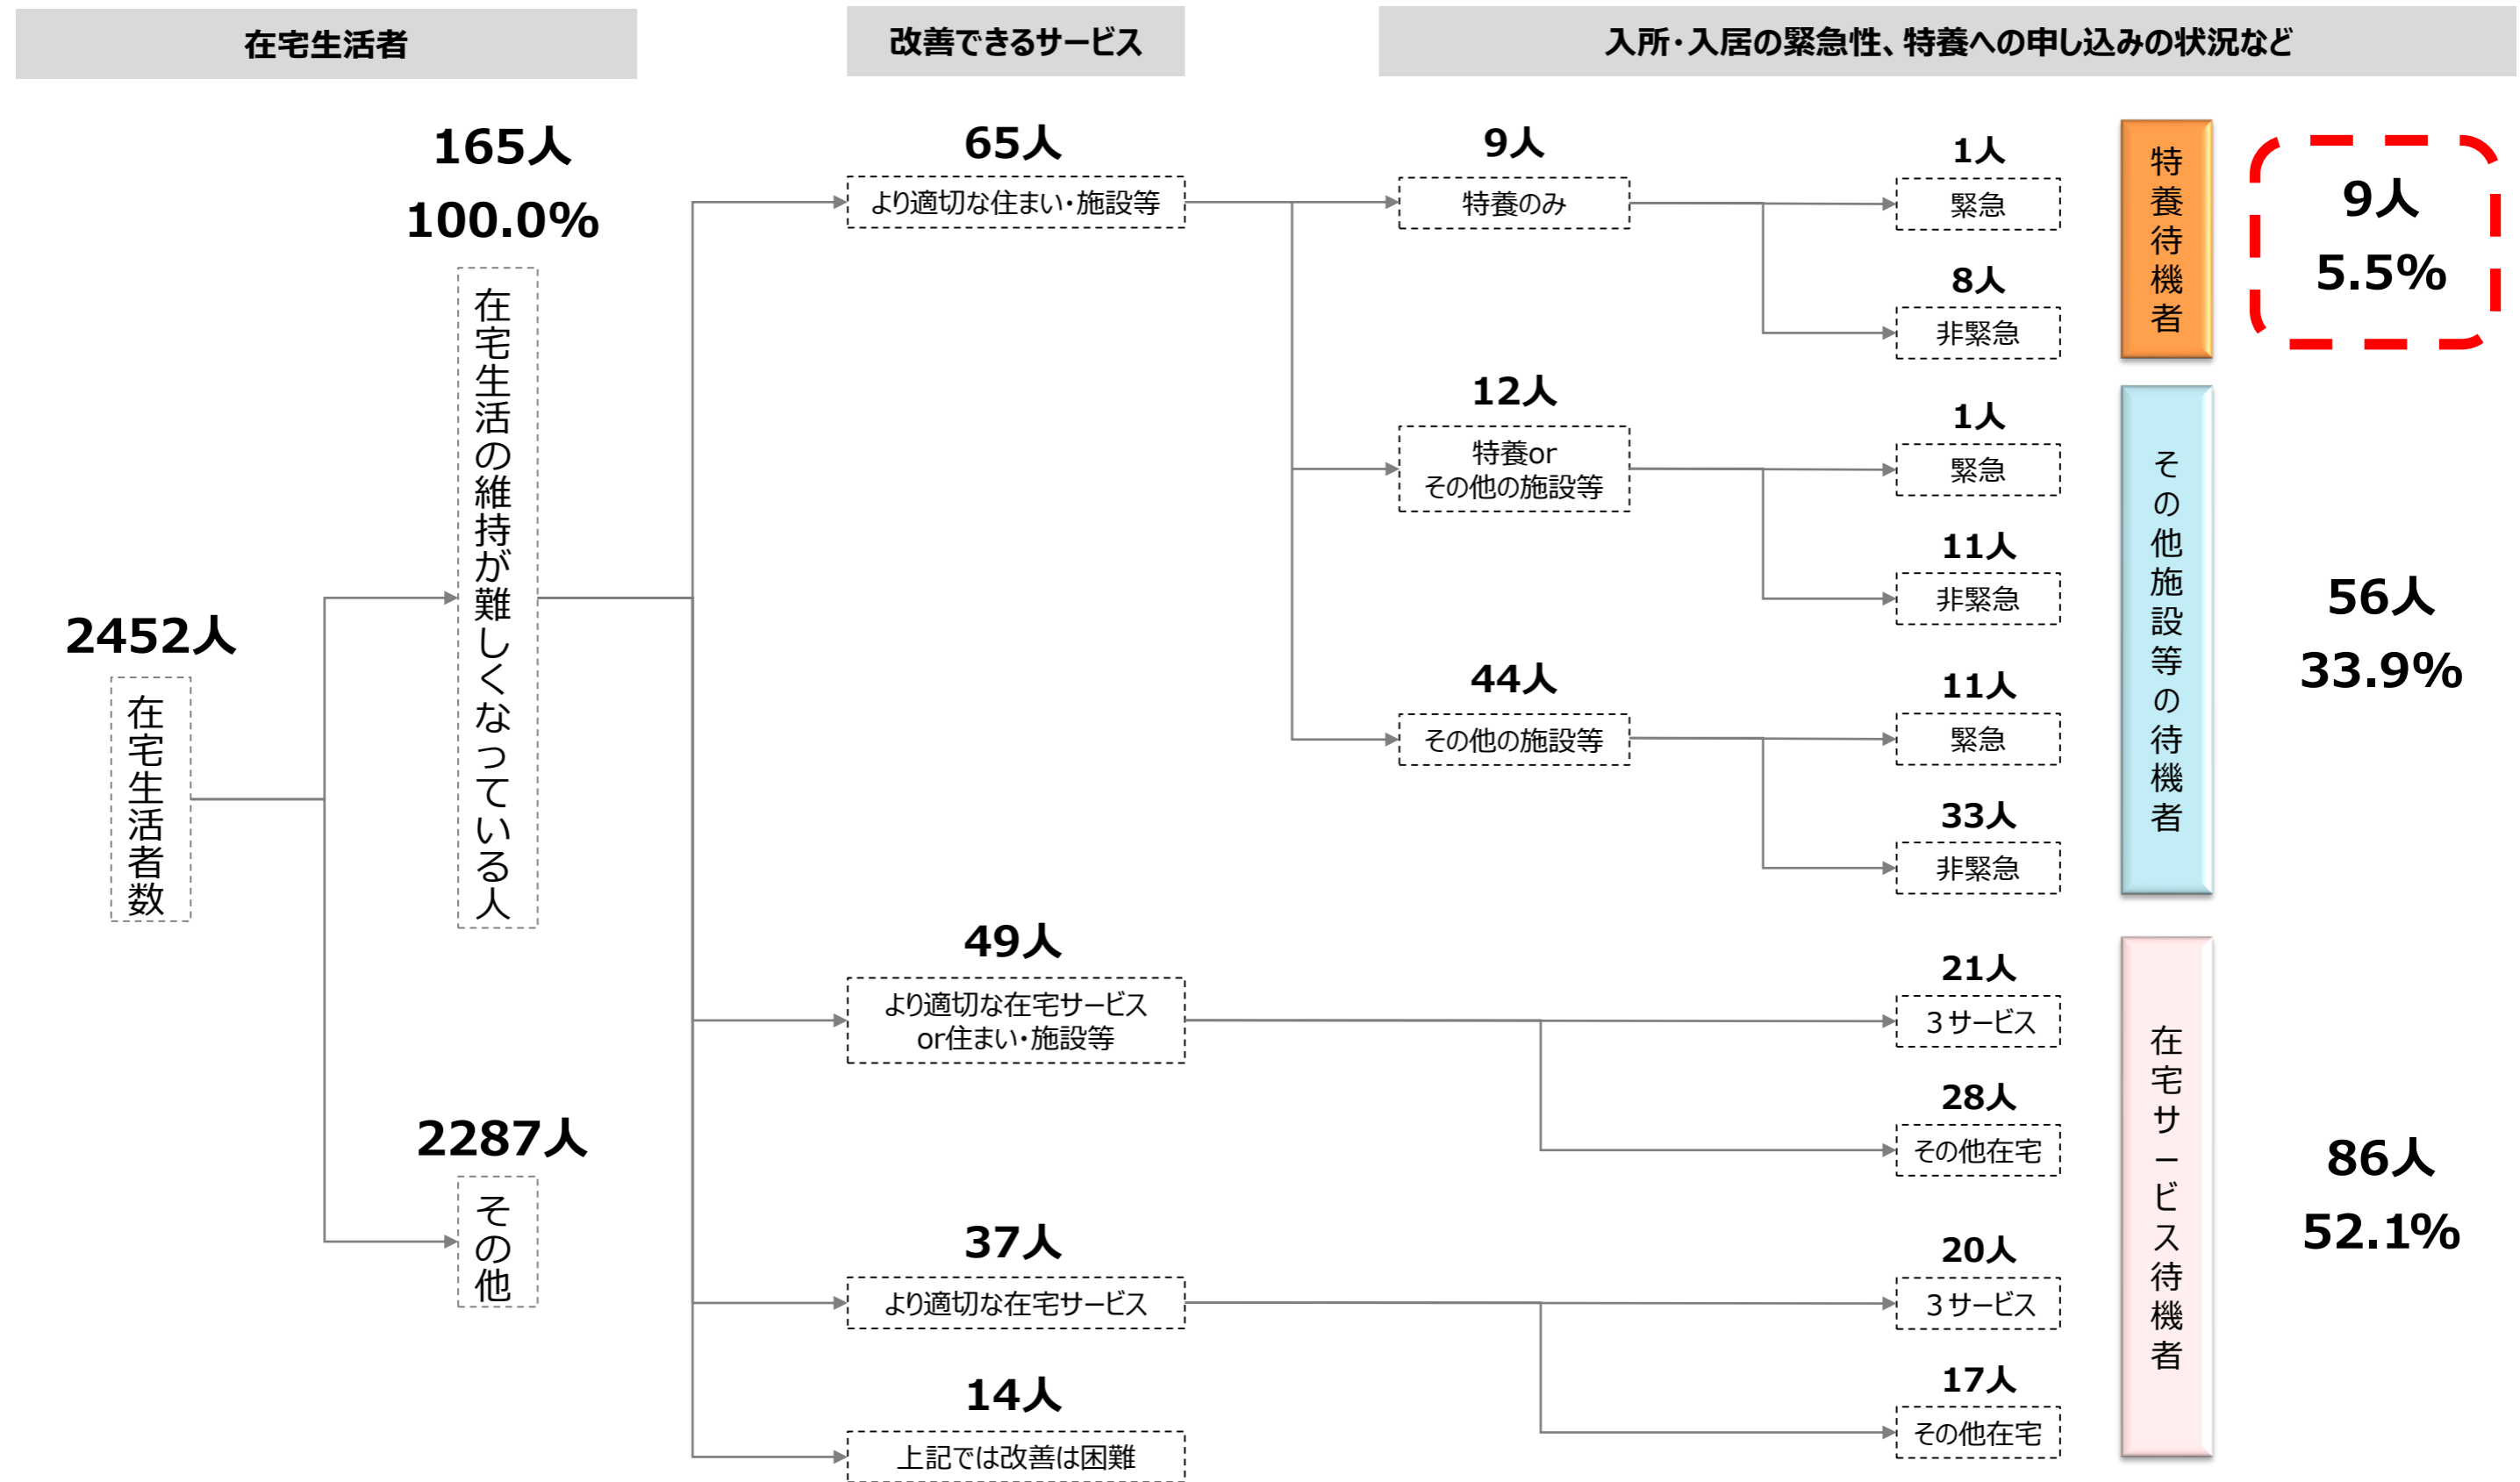 在宅生活者
改善できるサービス
入所・入居の緊急性、特養への申し込みの状況など
2452人
在宅生活者数
165人
100.0%
在宅生活の維持が難しくなっている人
2287人
その他
65人
より適切な住まい・施設等
49人
より適切な在宅サービス
or住まい・施設等
37人
より適切な在宅サービス
14人
上記では改善は困難
9人
特養のみ
12人
特養or
その他の施設等
44人
その他の施設等
1人
緊急
8人
非緊急
1人
緊急
11人
非緊急
11人
緊急
33人
非緊急
21人
3サービス
28人
その他在宅
20人
3サービス
17人
その他在宅
特養待機者
9人
5.5%
その他施設等の待機者
56人
33.9%
在宅サービス待機者
86人
52.1%